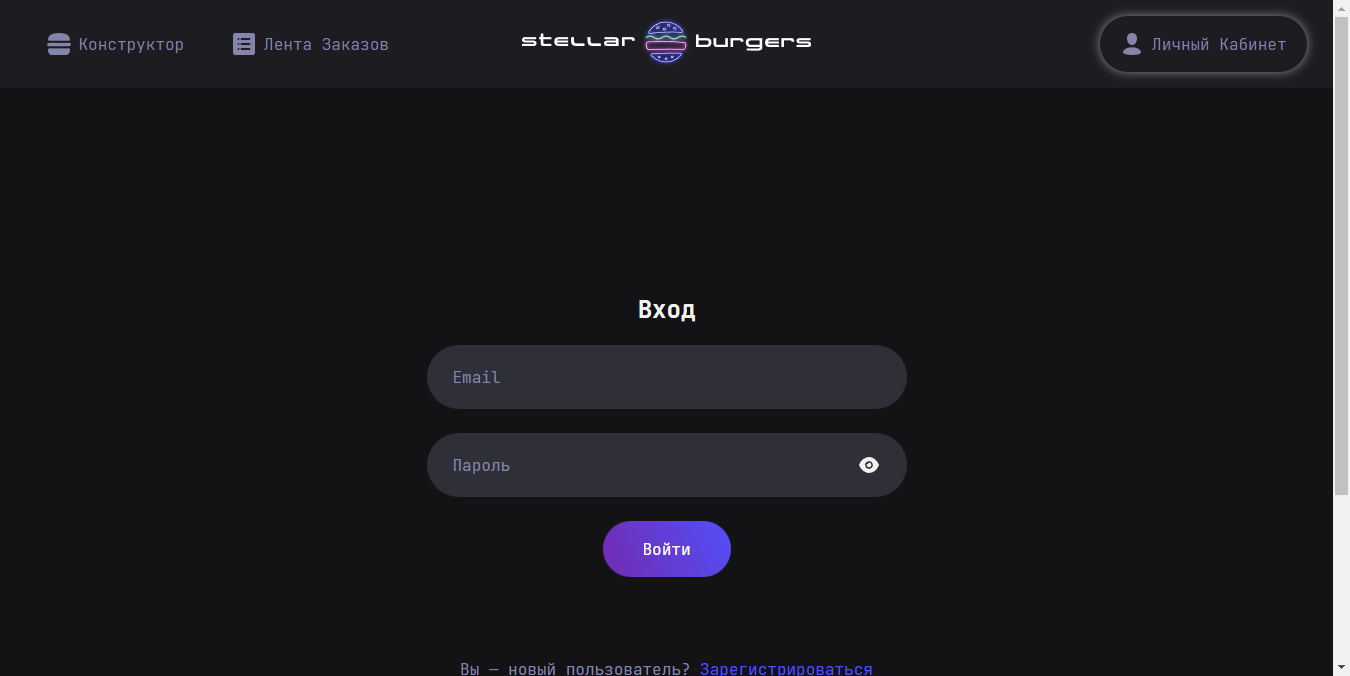 Конструктор Лента Заказов stellar burgers Личный Кабинет
Вход
Email
Пароль
Войти
Вы — новый пользователь? Зарегистрироваться